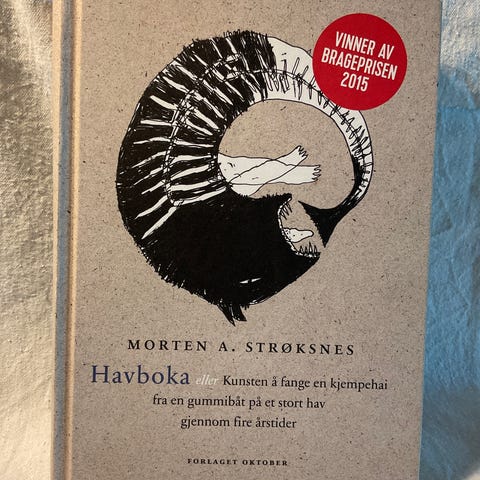 VINNER AV
BRAGEPRISEN
2015
MORTEN A. STRØKSNES
Havboka eller Kunsten å fange en kjempehai
fra en gummibåt på et stort hav
gjennom fire årstider
FORLAGET OKTOBER